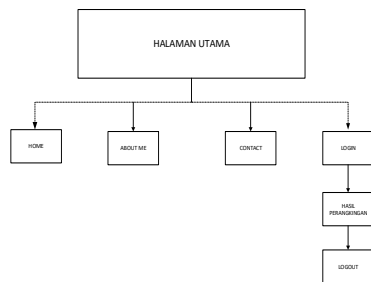 HALAMAN UTAMA
HOME
ABOUT ME
CONTACT
LOGIN
HASIL
PERANGKINGAN
LOGOUT